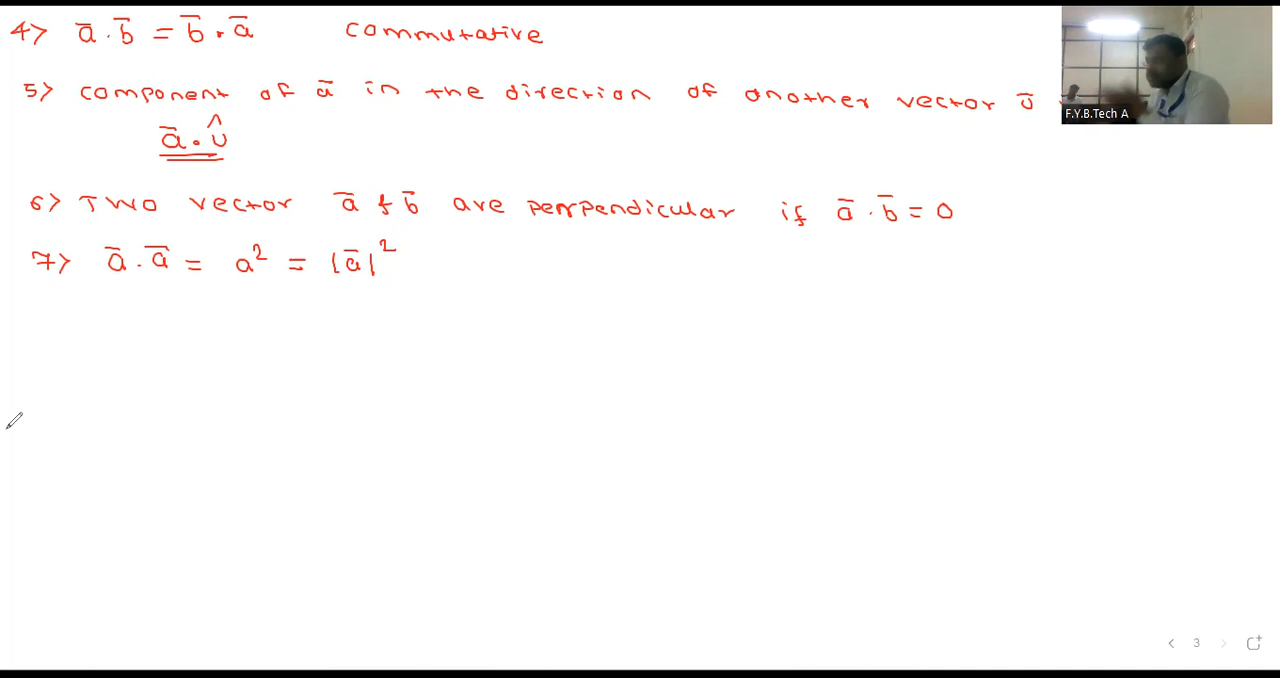 4> a̅ . b̅ = b̅ . a̅ commutative
5> component of a̅ in the direction of another vector u̅
a̅ . û
6> Two vector a̅ & b̅ are perpendicular if a̅ . b̅ = 0
7> a̅ . a̅ = a² = |a̅|²
F.Y.B.Tech A
3